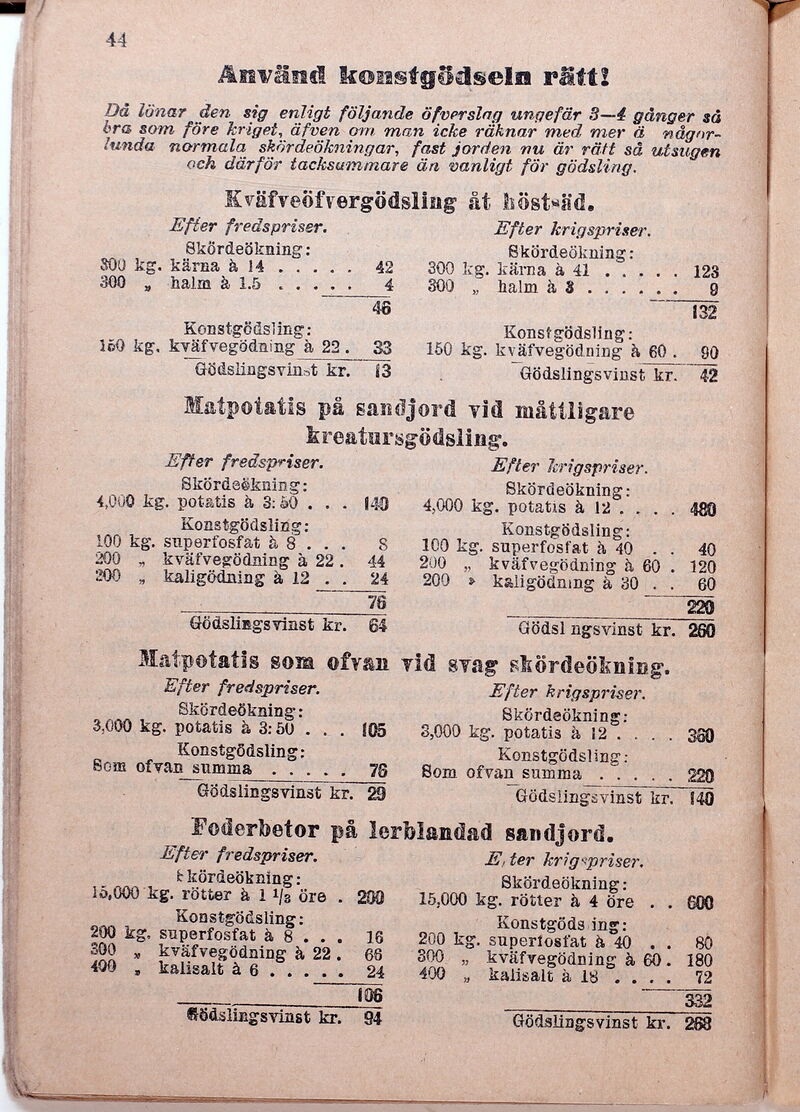 44
Använd konstgödseln rätt!
Då lönar den sig enligt följande öfverslag ungefär 3—4 gånger så
bra som före kriget, äfven om man icke räknar med mer ä någor-
lunda normala skördeökningar, fast jorden nu är rätt så utsugen
och därför tacksammare än vanligt för gödsling.
Kväfveöfvergödsling åt höstsäd.
Efter fredspriser.
Skördeökning:
300 kg. kärna à 14 . . . . . 42
300 „ halm à 1.5 . . . . . 4
46
Konstgödsling:
150 kg. kväfvegödning à 22 . 33
Gödslingsvinst kr. 13
Efter krigspriser.
Skördeökning:
300 kg. kärna à 41 . . . . . 123
300 „ halm à 3 . . . . . . 9
132
Konstgödsling:
150 kg. kväfvegödning à 60 . 90
Gödslingsvinst kr. 42
Matpotatis på sandjord vid måttligare
kreatursgödsling.
Efter fredspriser.
Skördeökning:
4,000 kg. potatis à 3:50 . . . 140
Konstgödsling:
100 kg. superfosfat à 8 . . . 8
200 „ kväfvegödning à 22 . 44
200 „ kaligödning à 12 . . 24
76
Gödslingsvinst kr. 64
Efter krigspriser.
Skördeökning:
4,000 kg. potatis à 12 . . . . 480
Konstgödsling:
100 kg. superfosfat à 40 . . 40
200 „ kväfvegödning à 60 . 120
200 » kaligödning à 30 . . 60
220
Gödsl ngsvinst kr. 260
Matpotatis som ofvan vid svag skördeökning.
Efter fredspriser.
Skördeökning:
3,000 kg. potatis à 3:50 . . . 105
Konstgödsling:
Som ofvan summa . . . . . 76
Gödslingsvinst kr. 29
Efter krigspriser.
Skördeökning:
3,000 kg. potatis à 12 . . . . 360
Konstgödsling:
Som ofvan summa . . . . . 220
Gödslingsvinst kr. 140
Foderbetor på lerblandad sandjord.
Efter fredspriser.
Skördeökning:
15,000 kg. rötter à 1 1/3 öre . 200
Konstgödsling:
200 kg. superfosfat à 8 . . . 16
300 „ kväfvegödning à 22 . 66
400 „ kalisalt à 6 . . . . . 24
106
Gödslingsvinst kr. 94
E, ter krigspriser.
Skördeökning:
15,000 kg. rötter à 4 öre . . 600
Konstgöds ing:
200 kg. superfosfat à 40 . . 80
300 „ kväfvegödning à 60 . 180
400 „ kalisalt à 18 . . . . 72
332
Gödslingsvinst kr. 268